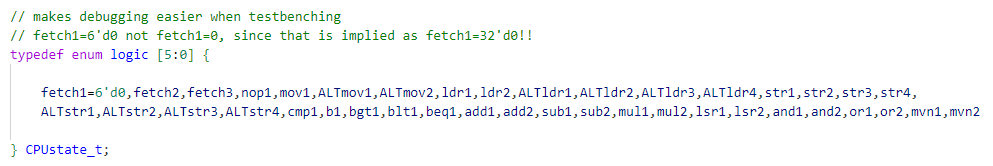 // makes debugging easier when testbenching
// fetch1=6'd0 not fetch1=0, since that is implied as fetch1=32'd0!!
typedef enum logic [5:0] {
fetch1=6'd0,fetch2,fetch3,nop1,mov1,ALTmov1,ALTmov2,ldr1,ldr2,ALTldr1,ALTldr2,ALTldr3,ALTldr4,str1,str2,str3,str4,
ALTstr1,ALTstr2,ALTstr3,ALTstr4,cmp1,b1,bgt1,blt1,beq1,add1,add2,sub1,sub2,mul1,mul2,lsr1,lsr2,and1,and2,or1,or2,mvn1,mvn2
} CPUstate_t;